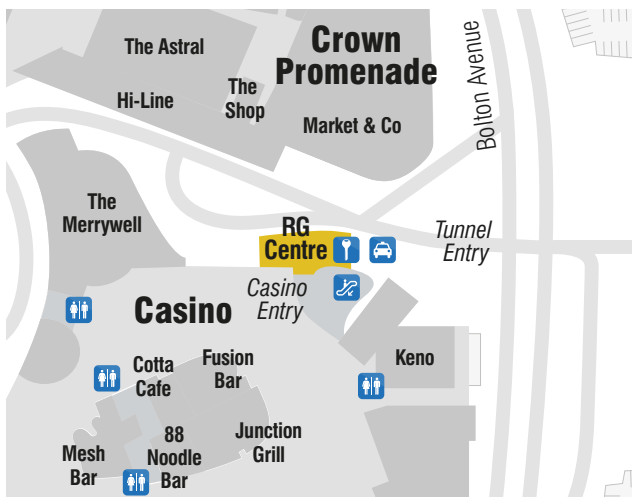 The Astral
Crown
Promenade
Hi-Line
The
Shop
Market & Co
Bolton Avenue
The
Merrywell
RG
Centre
Tunnel
Entry
Casino
Entry
Casino
Cotta
Cafe
Fusion
Bar
Keno
Mesh
Bar
88
Noodle
Bar
Junction
Grill